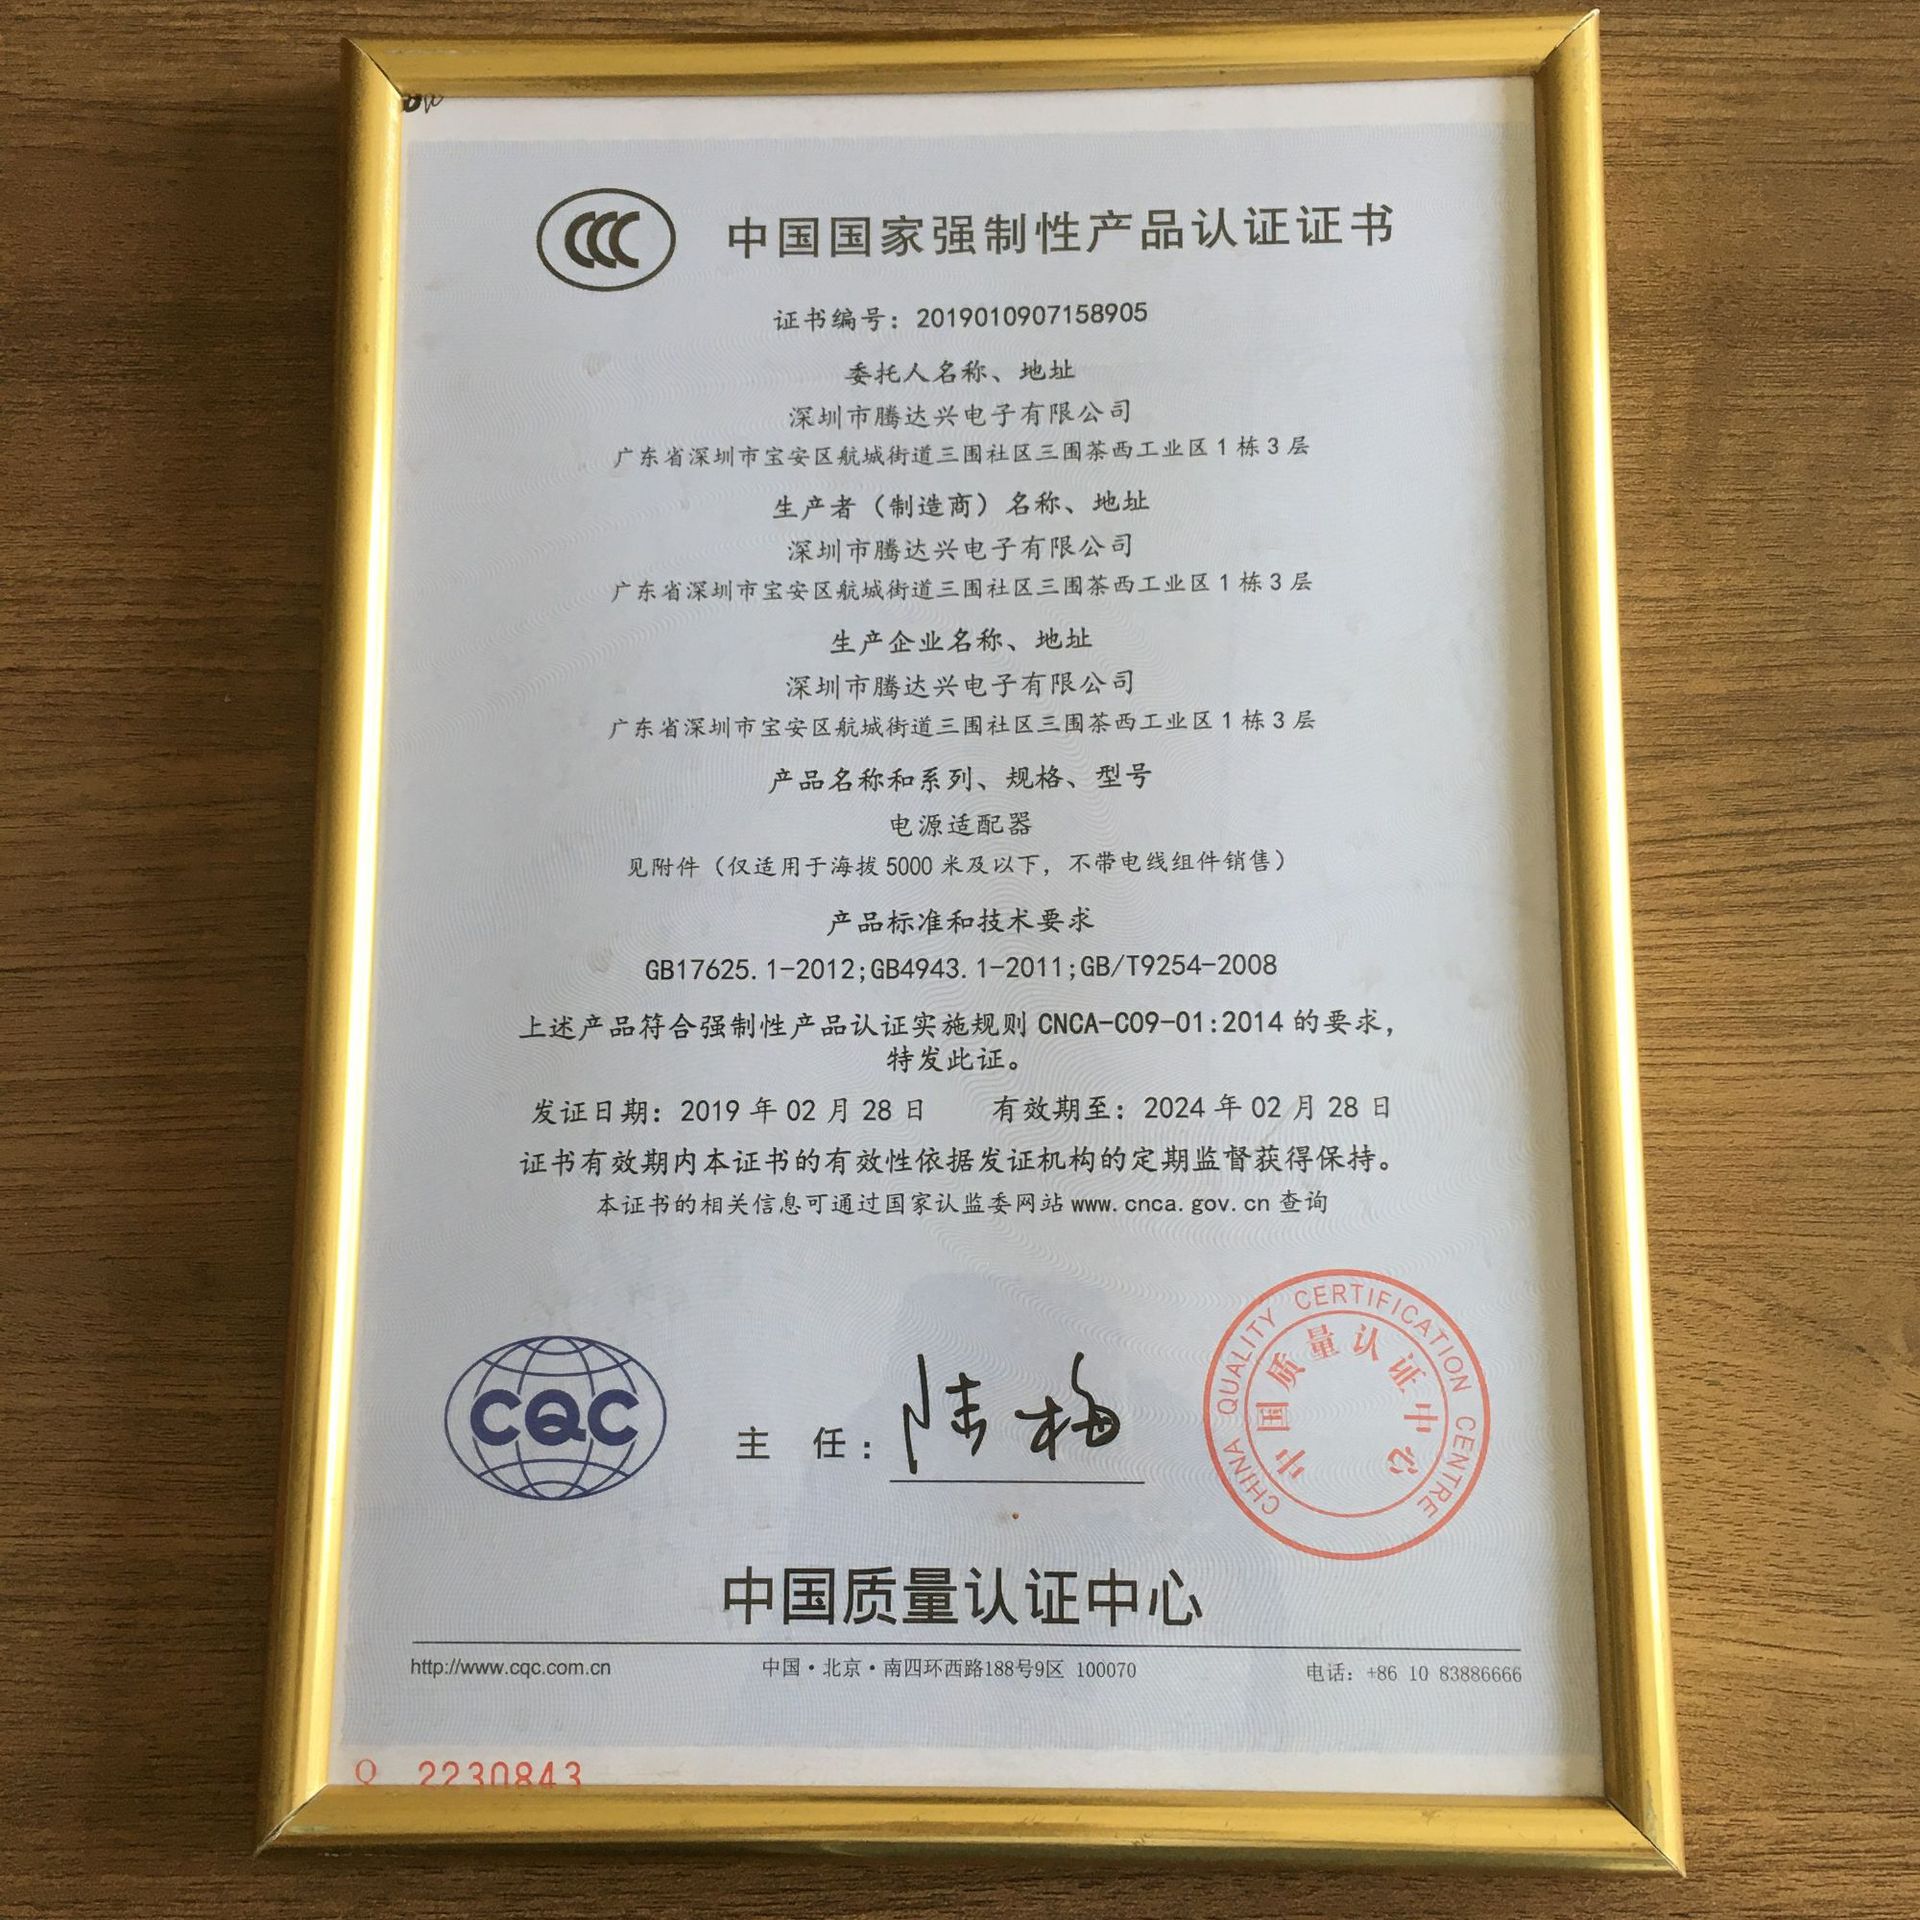 CCC 中国国家强制性产品认证证书
证书编号：2019010907158905
委托人名称、地址
深圳市腾达兴电子有限公司
广东省深圳市宝安区航城街道三围社区三围茶西工业区1栋3层
生产者（制造商）名称、地址
深圳市腾达兴电子有限公司
广东省深圳市宝安区航城街道三围社区三围茶西工业区1栋3层
生产企业名称、地址
深圳市腾达兴电子有限公司
广东省深圳市宝安区航城街道三围社区三围茶西工业区1栋3层
产品名称和系列、规格、型号
电源适配器
见附件（仅适用于海拔5000米及以下，不带电线组件销售）
产品标准和技术要求
GB17625.1-2012;GB4943.1-2011;GB/T9254-2008
上述产品符合强制性产品认证实施规则CNCA-C09-01:2014的要求，
特发此证。
发证日期：2019年02月28日 有效期至：2024年02月28日
证书有效期内本证书的有效性依据发证机构的定期监督获得保持。
本证书的相关信息可通过国家认监委网站www.cnca.gov.cn查询
CHINA QUALITY CERTIFICATION CENTRE
中国质量认证中心
CQC
主 任：陆梅
中国质量认证中心
http://www.cqc.com.cn 中国·北京·南四环西路188号9区 100070 电话：+86 10 83886666
Q 2230843